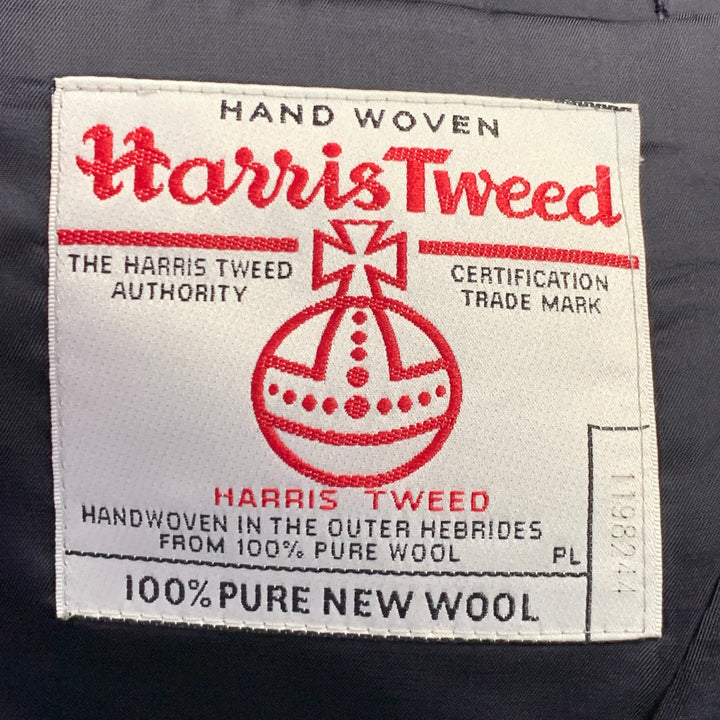 HAND WOVEN
Harris Tweed
THE HARRIS TWEED
AUTHORITY
CERTIFICATION
TRADE MARK
HARRIS TWEED
HANDWOVEN IN THE OUTER HEBRIDES
FROM 100% PURE WOOL
PL
1198244
100% PURE NEW WOOL